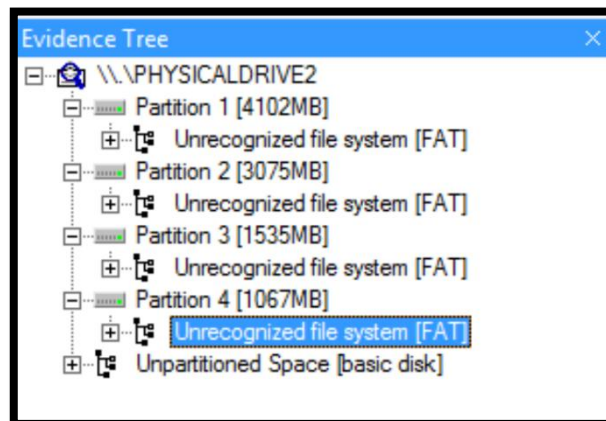 Evidence Tree
\\.\PHYSICALDRIVE2
Partition 1 [4102MB]
Unrecognized file system [FAT]
Partition 2 [3075MB]
Unrecognized file system [FAT]
Partition 3 [1535MB]
Unrecognized file system [FAT]
Partition 4 [1067MB]
Unrecognized file system [FAT]
Unpartitioned Space [basic disk]